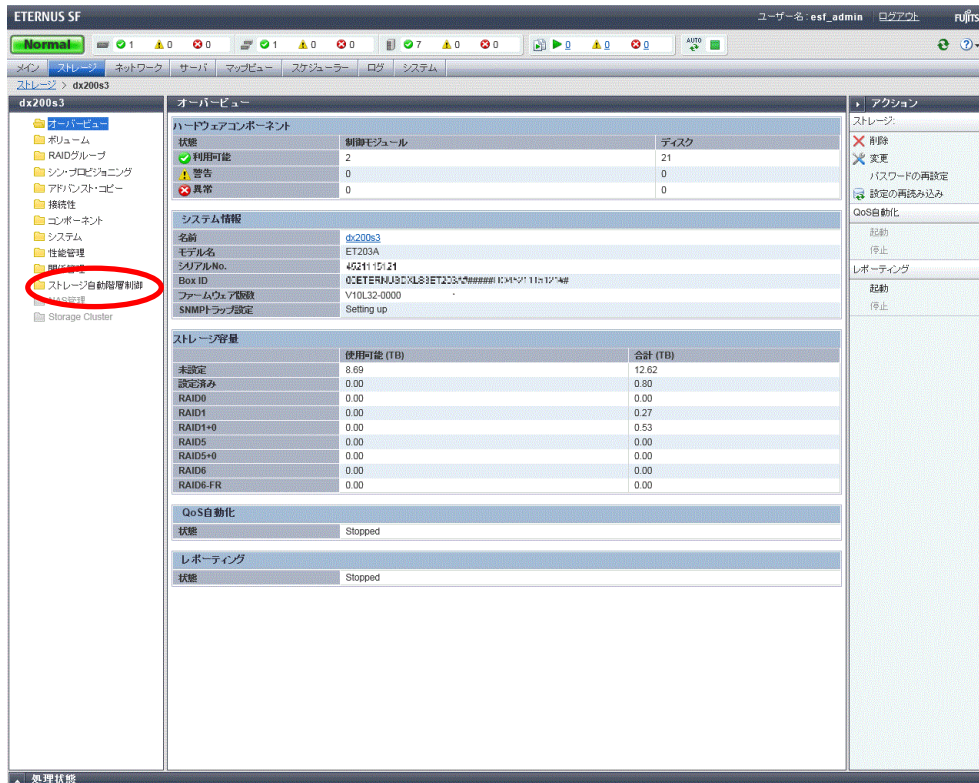 ETERNUS SF ユーザー名:esf_admin ログアウト
Normal 1 0 0 1 0 0 7 0 0 0 0 0 AUTO
メイン ストレージ ネットワーク サーバ マップビュー スケジューラー ログ システム
ストレージ > dx200s3
dx200s3
オーバービュー
ボリューム
RAIDグループ
シン・プロビジョニング
アドバンスト・コピー
接続性
コンポーネント
システム
性能管理
ストレージ自動階層制御
NAS管理
Storage Cluster
オーバービュー
ハードウェアコンポーネント
状態 制御モジュール ディスク
利用可能 2 21
警告 0 0
異常 0 0
システム情報
名前 dx200s3
モデル名 ET203A
シリアルNo.
Box ID
ファームウェア版数 V10L32-0000
SNMPトラップ設定 Setting up
ストレージ容量
使用可能 (TB) 合計 (TB)
未設定 8.69 12.62
設定済み 0.00 0.80
RAID0 0.00 0.00
RAID1 0.00 0.27
RAID1+0 0.00 0.53
RAID5 0.00 0.00
RAID5+0 0.00 0.00
RAID6 0.00 0.00
RAID6-FR 0.00 0.00
QoS自動化
状態 Stopped
レポーティング
状態 Stopped
アクション
ストレージ:
削除
変更
パスワードの再設定
設定の再読み込み
QoS自動化
起動
停止
レポーティング
起動
停止
処理状態